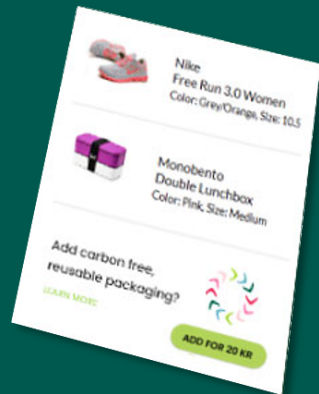 Nike
Free Run 3.0 Women
Color: Grey/Orange, Size: 10.5
Monobento
Double Lunchbox
Color: Pink, Size: Medium
Add carbon free,
reusable packaging?
LEARN MORE
ADD FOR 20 KR